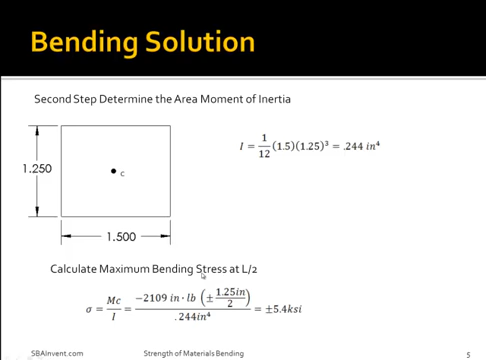 Bending Solution
Second Step Determine the Area Moment of Inertia
I = 1/12 (1.5)(1.25)³ = .244 in⁴
1.250
c
1.500
Calculate Maximum Bending Stress at L/2
σ = Mc/I = −2109 in · lb (± 1.25in/2) / .244in⁴ = ±5.4ksi
SBAInvent.com Strength of Materials Bending 5